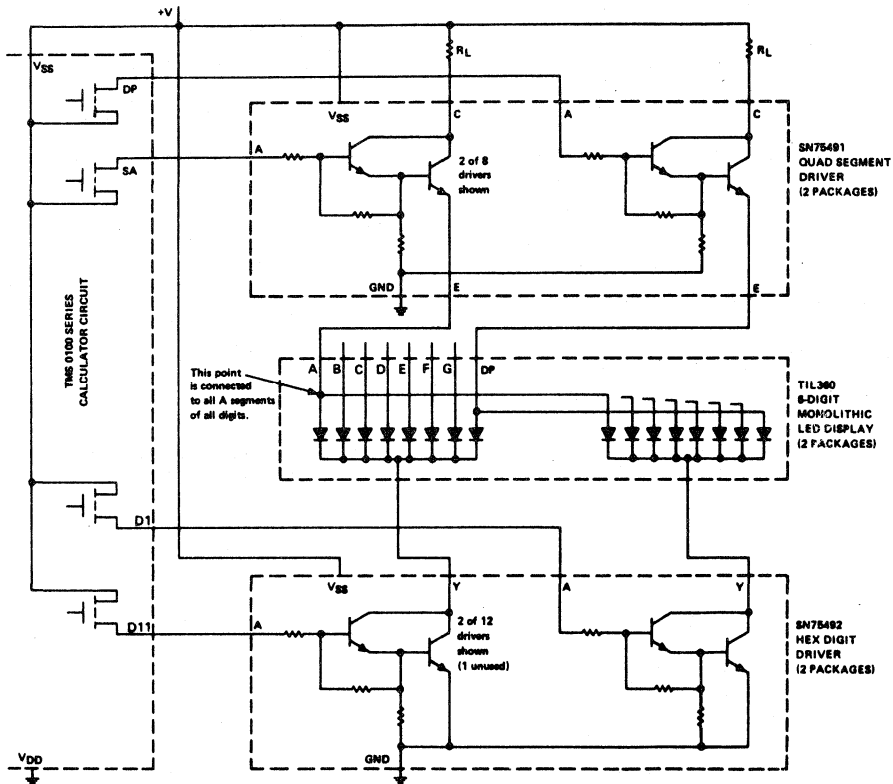 +V
VSS
DP
SA
RL
RL
VSS
C
A
C
A
2 of 8
drivers
shown
SN75491
QUAD SEGMENT
DRIVER
(2 PACKAGES)
GND
E
E
TMS 0100 SERIES
CALCULATOR CIRCUIT
This point
is connected
to all A segments
of all digits.
A B C D E F G DP
TIL360
6-DIGIT
MONOLITHIC
LED DISPLAY
(2 PACKAGES)
D1
D11
VSS
Y
A
Y
A
2 of 12
drivers
shown
(1 unused)
SN75492
HEX DIGIT
DRIVER
(2 PACKAGES)
GND
VDD